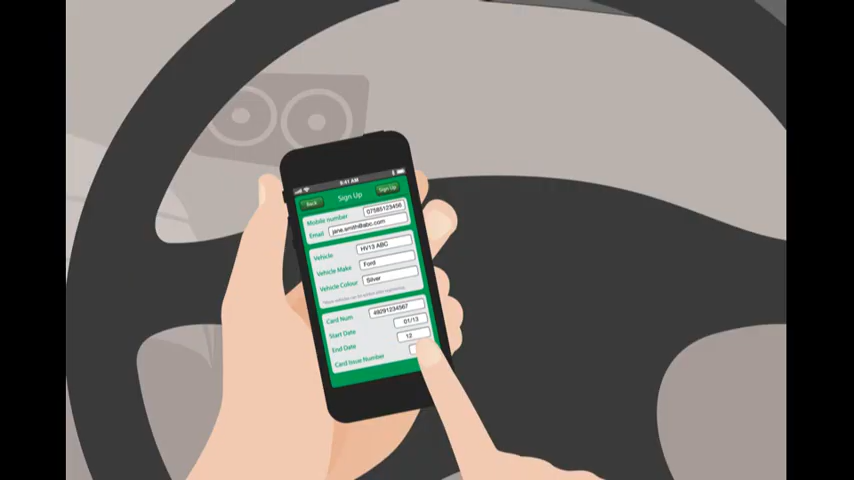 9:41 AM
Back Sign Up Sign Up
Mobile number 07585123456
Email jane.smith@abc.com
Vehicle HV13 ABC
Vehicle Make Ford
Vehicle Colour Silver
Card Num 49291234567
Start Date 01/13
End Date 12
Card Issue Number